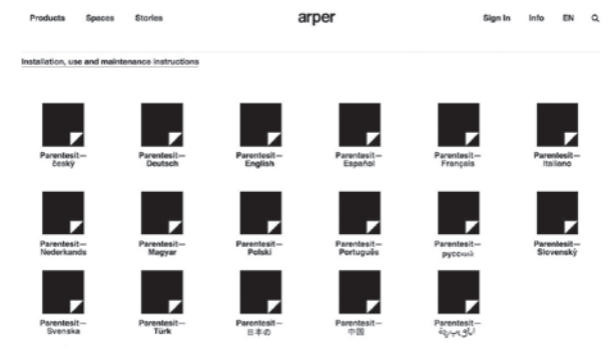 Products Spaces Stories arper Sign In Info EN
Installation, use and maintenance instructions
Parentesit— Parentesit— Parentesit— Parentesit— Parentesit— Parentesit—
český Deutsch English Español Français Italiano
Parentesit— Parentesit— Parentesit— Parentesit— Parentesit— Parentesit—
Nederkands Magyar Polski Português русский Slovenský
Parentesit— Parentesit— Parentesit— Parentesit— Parentesit—
Svenska Türk 日本の 中国